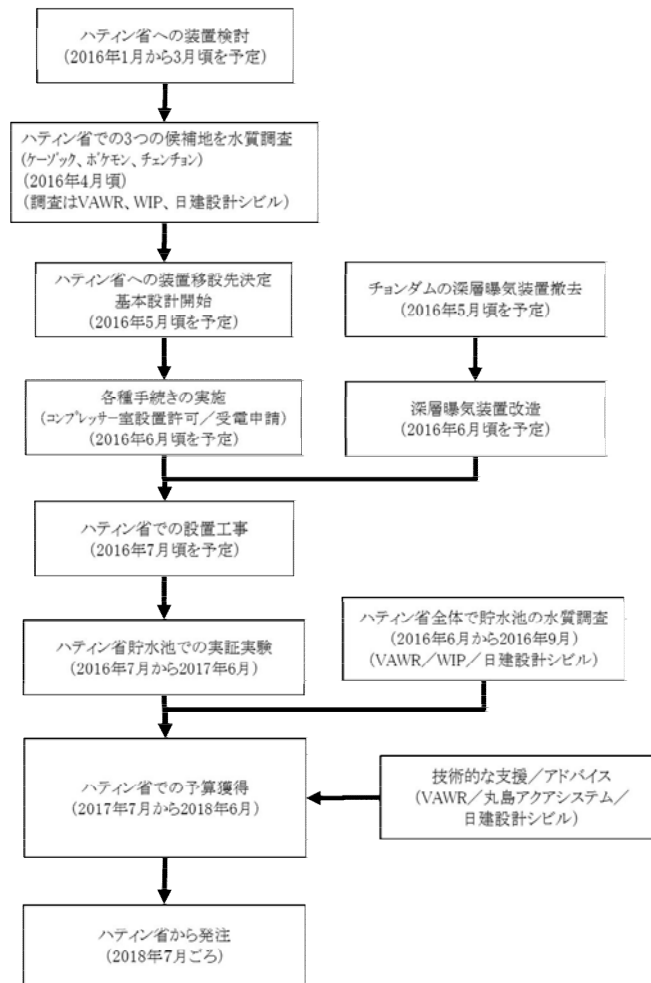 ハティン省への装置検討
(2016年1月から3月頃を予定)
ハティン省での3つの候補地を水質調査
(ケーゾック、ポケモン、チェンチョン)
(2016年4月頃)
(調査はVAWR、WIP、日建設計シビル)
ハティン省への装置移設先決定
基本設計開始
(2016年5月頃を予定)
チョンダムの深層曝気装置撤去
(2016年5月頃を予定)
各種手続きの実施
(コンプレッサー室設置許可/受電申請)
(2016年6月頃を予定)
深層曝気装置改造
(2016年6月頃を予定)
ハティン省での設置工事
(2016年7月頃を予定)
ハティン省貯水池での実証実験
(2016年7月から2017年6月)
ハティン省全体で貯水池の水質調査
(2016年6月から2016年9月)
(VAWR/WIP/日建設計シビル)
ハティン省での予算獲得
(2017年7月から2018年6月)
技術的な支援/アドバイス
(VAWR/丸島アクアシステム/
日建設計シビル)
ハティン省から発注
(2018年7月ごろ)